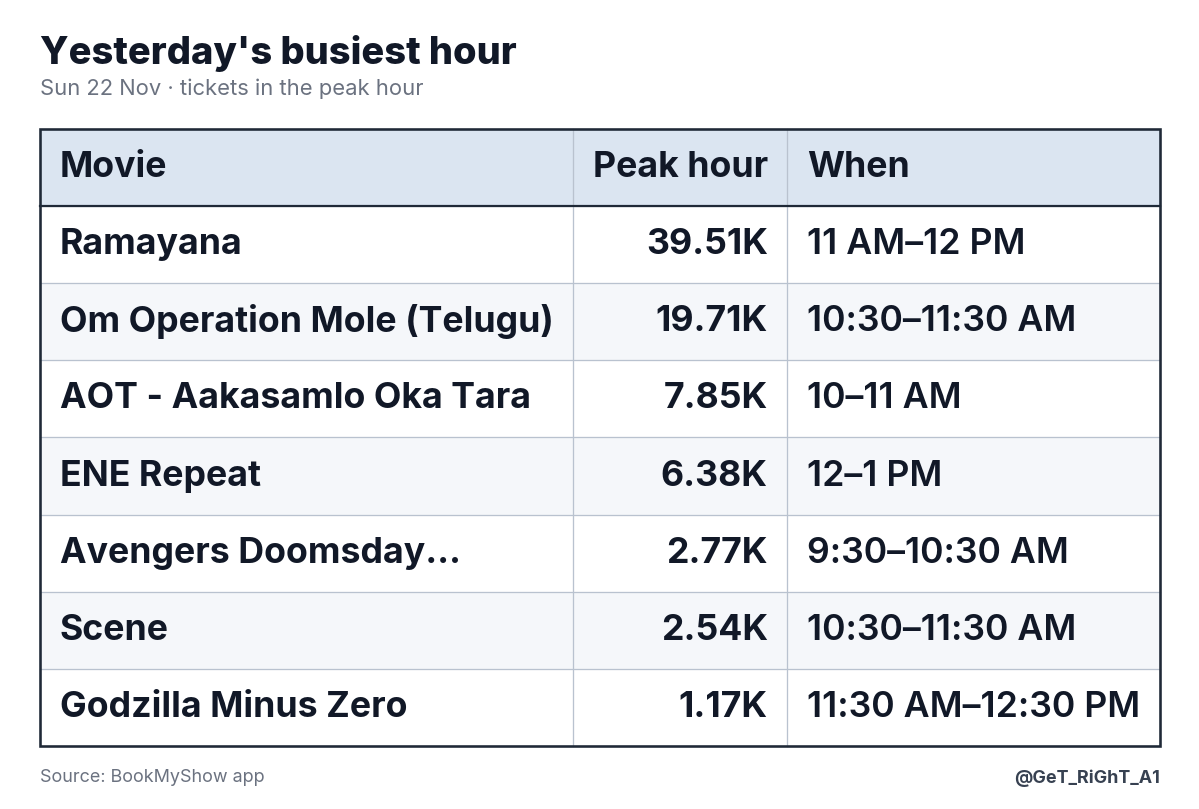 Yesterday's busiest hour
Sun 22 Nov · tickets in the peak hour
Movie Peak hour When
Ramayana 39.51K 11 AM–12 PM
Om Operation Mole (Telugu) 19.71K 10:30–11:30 AM
AOT - Aakasamlo Oka Tara 7.85K 10–11 AM
ENE Repeat 6.38K 12–1 PM
Avengers Doomsday... 2.77K 9:30–10:30 AM
Scene 2.54K 10:30–11:30 AM
Godzilla Minus Zero 1.17K 11:30 AM–12:30 PM
Source: BookMyShow app @GeT_RiGhT_A1